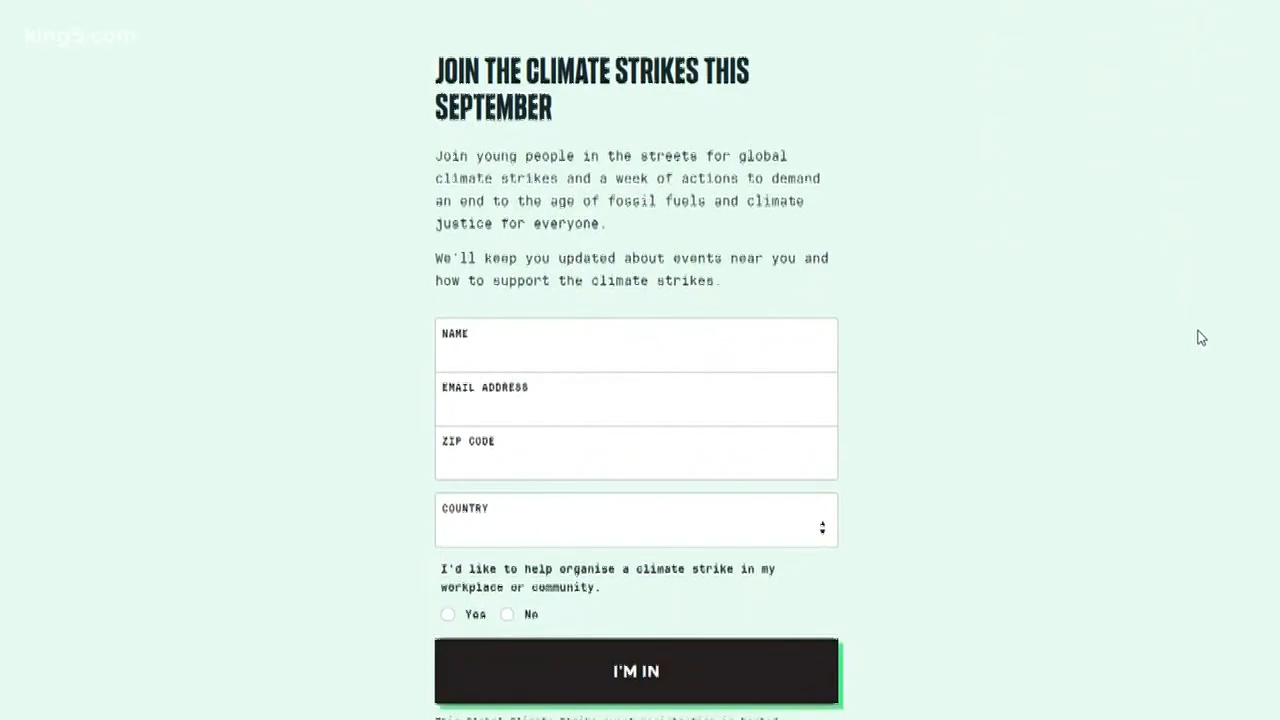 king5.com
JOIN THE CLIMATE STRIKES THIS
SEPTEMBER
Join young people in the streets for global
climate strikes and a week of actions to demand
an end to the age of fossil fuels and climate
justice for everyone.
We'll keep you updated about events near you and
how to support the climate strikes.
NAME
EMAIL ADDRESS
ZIP CODE
COUNTRY
I'd like to help organise a climate strike in my
workplace or community.
Yes No
I'M IN